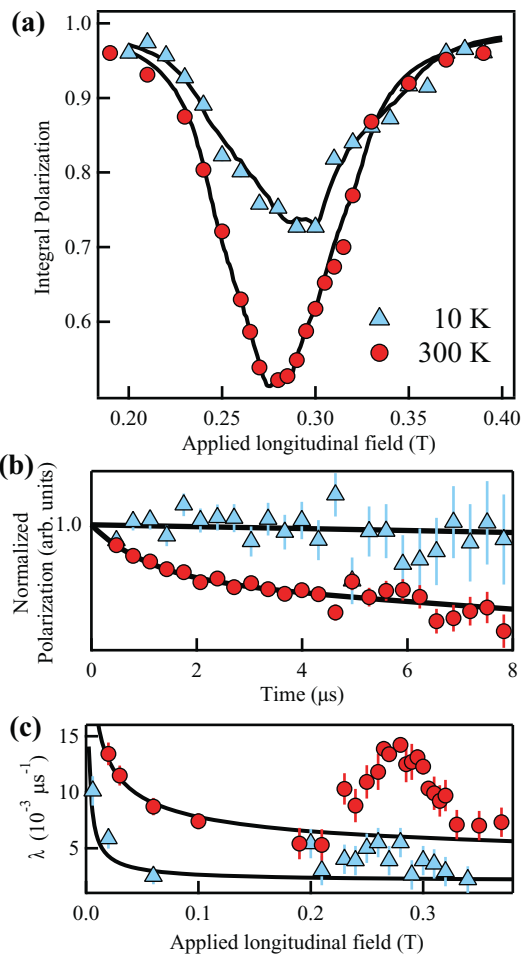 (a)
1.0
0.9
0.8
0.7
0.6
Integral Polarization
10 K
300 K
0.20 0.25 0.30 0.35 0.40
Applied longitudinal field (T)
(b)
1.0
Normalized
Polarization (arb. units)
0 2 4 6 8
Time (μs)
(c)
15
10
5
λ (10⁻³ μs⁻¹)
0.0 0.1 0.2 0.3
Applied longitudinal field (T)